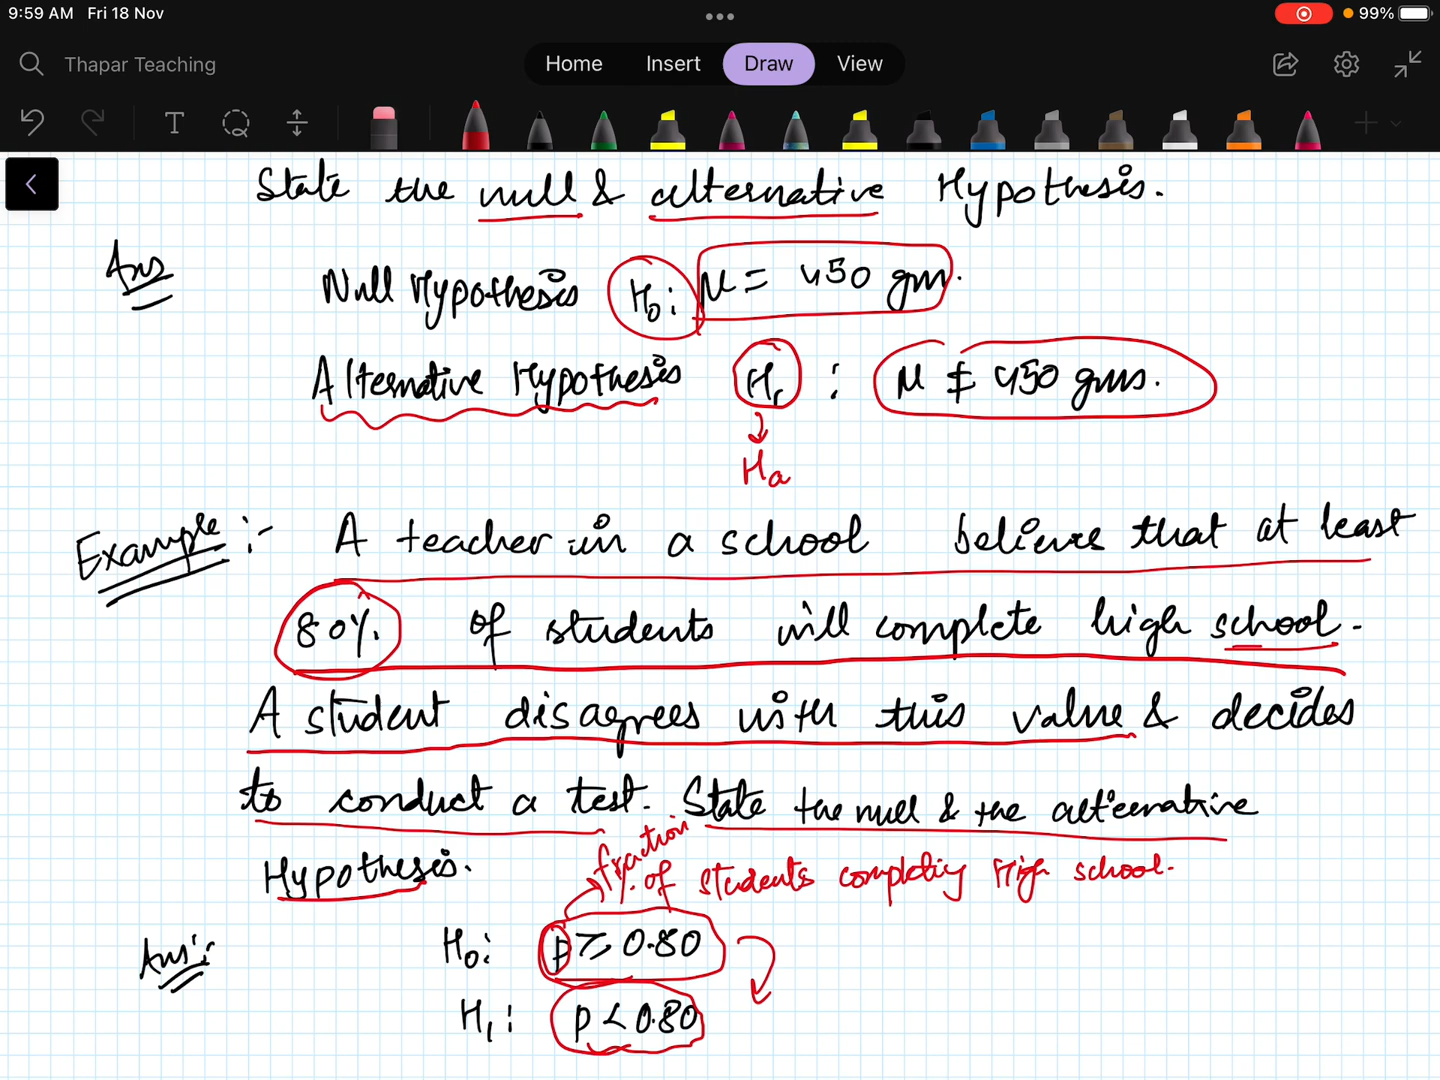 9:59 AM Fri 18 Nov 99%
Thapar Teaching Home Insert Draw View
State the null & alternative Hypothesis.
Ans
Null Hypothesis H₀: μ = 450 gm.
Alternative Hypothesis H₁ : μ ≠ 450 gms.
Hₐ
Example :- A teacher in a school believes that at least
80% of students will complete high school.
A student disagrees with this value & decides
to conduct a test. State the null & the alternative
Hypothesis.
fraction
% of students completing High school.
Ans: H₀: p ≥ 0.80
H₁: p < 0.80